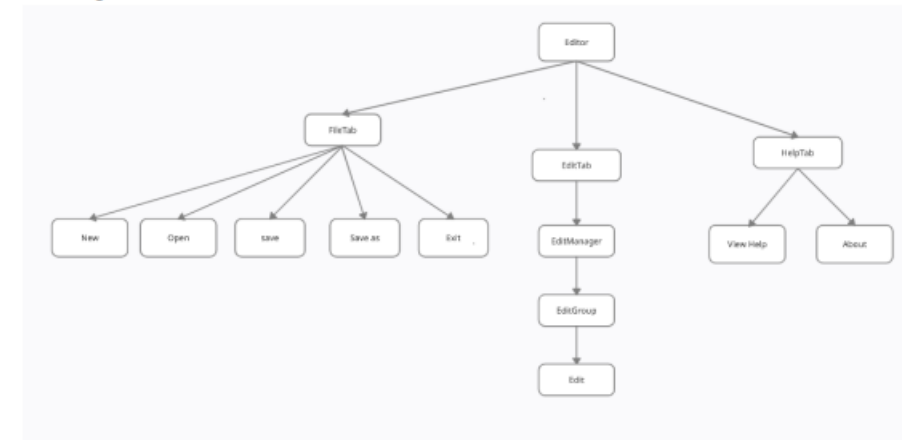 Editor
FileTab
EditTab
HelpTab
New
Open
save
Save as
Exit
EditManager
View Help
About
EditGroup
Edit